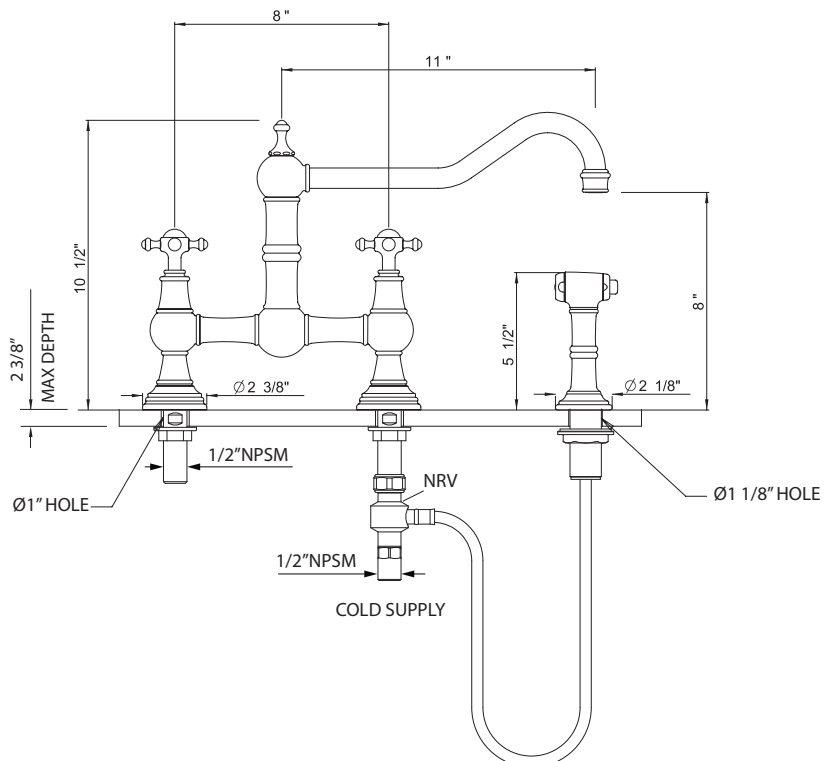 8"
11"
10 1/2"
2 3/8"
MAX DEPTH
5 1/2"
8"
Ø2 3/8"
Ø2 1/8"
1/2”NPSM
Ø1” HOLE
NRV
Ø1 1/8” HOLE
1/2”NPSM
COLD SUPPLY